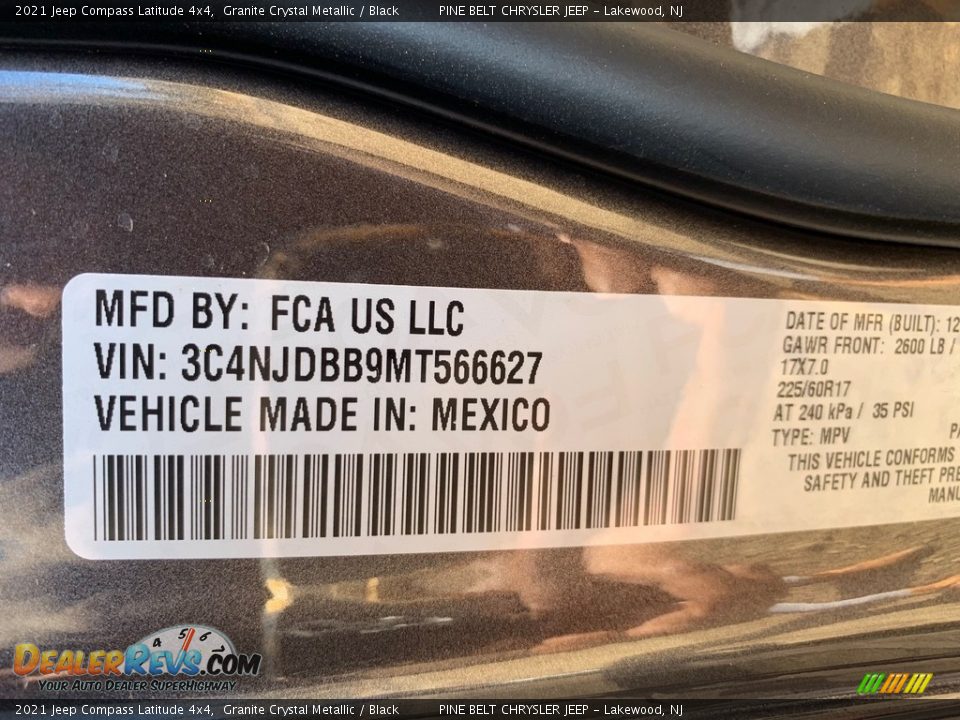 2021 Jeep Compass Latitude 4x4, Granite Crystal Metallic / Black PINE BELT CHRYSLER JEEP - Lakewood, NJ
MFD BY: FCA US LLC
VIN: 3C4NJDBB9MT566627
VEHICLE MADE IN: MEXICO
DATE OF MFR (BUILT): 12
GAWR FRONT: 2600 LB /
17X7.0
225/60R17
AT 240 kPa / 35 PSI
TYPE: MPV
THIS VEHICLE CONFORMS
SAFETY AND THEFT PRE
MANU
4 5 6
DEALERREVS.COM
YOUR AUTO DEALER SUPERHIGHWAY
2021 Jeep Compass Latitude 4x4, Granite Crystal Metallic / Black PINE BELT CHRYSLER JEEP - Lakewood, NJ